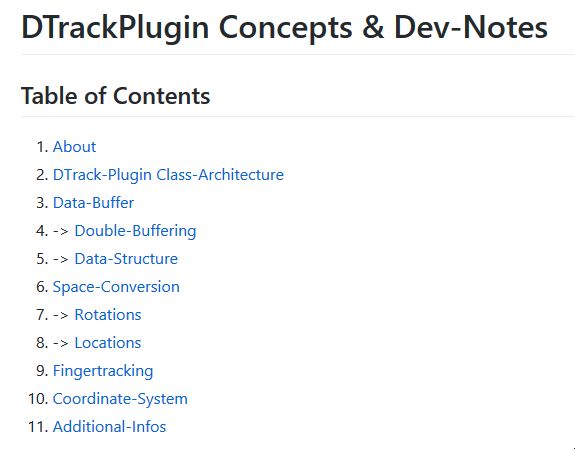 DTrackPlugin Concepts & Dev-Notes
Table of Contents
1. About
2. DTrack-Plugin Class-Architecture
3. Data-Buffer
4. -> Double-Buffering
5. -> Data-Structure
6. Space-Conversion
7. -> Rotations
8. -> Locations
9. Fingertracking
10. Coordinate-System
11. Additional-Infos